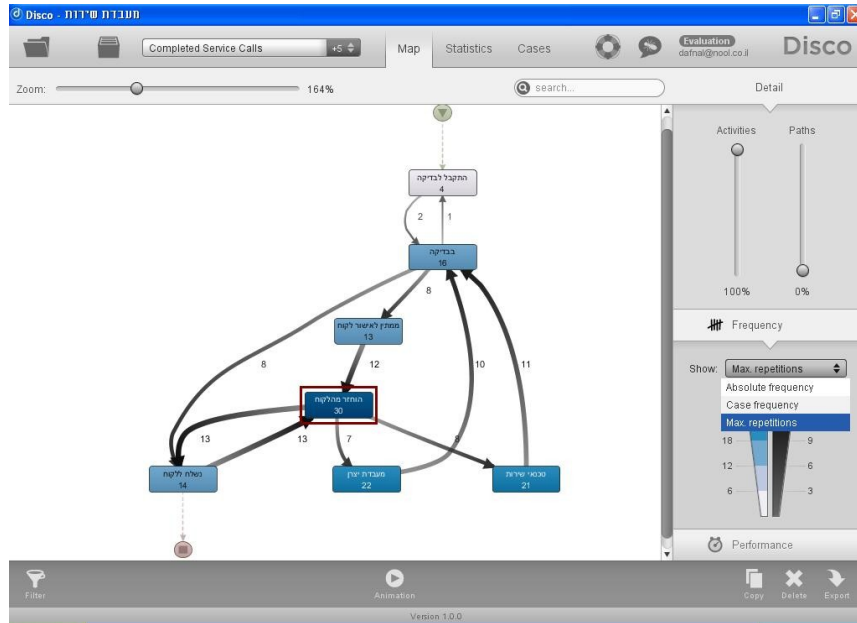 Disco - מעבדת שירות
Completed Service Calls
+5
Map
Statistics
Cases
Evaluation
dafnal@nool.co.il
Disco
Zoom:
164%
search...
Detail
Activities
Paths
100%
0%
Frequency
Show:
Max. repetitions
Absolute frequency
Case frequency
Max. repetitions
18
9
12
6
6
3
Performance
התקבל לבדיקה
4
2
1
בבדיקה
16
8
ממתין לאישור לקוח
13
8
12
10
11
הוחזר מהלקוח
30
13
13
7
8
נשלח ללקוח
14
מעבדת יצרן
22
טכנאי שירות
21
Filter
Animation
Copy
Delete
Export
Version 1.0.0